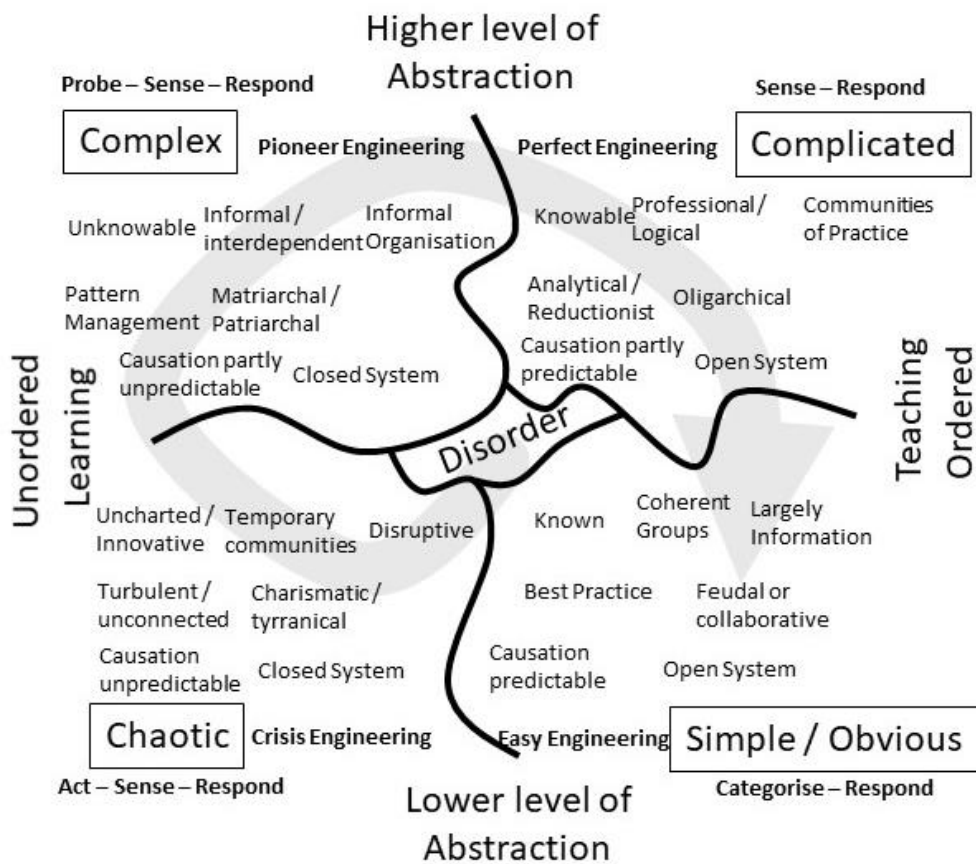 Higher level of
Abstraction
Probe – Sense – Respond
Sense – Respond
Complex
Pioneer Engineering
Perfect Engineering
Complicated
Unknowable
Informal /
interdependent
Informal
Organisation
Knowable
Professional/
Logical
Communities
of Practice
Pattern
Management
Matriarchal /
Patriarchal
Analytical /
Reductionist
Oligarchical
Causation partly
unpredictable
Closed System
Causation partly
predictable
Open System
Unordered
Learning
Disorder
Teaching
Ordered
Uncharted /
Innovative
Temporary
communities
Disruptive
Known
Coherent
Groups
Largely
Information
Turbulent /
unconnected
Charismatic /
tyrranical
Best Practice
Feudal or
collaborative
Causation
unpredictable
Closed System
Causation
predictable
Open System
Chaotic
Crisis Engineering
Easy Engineering
Simple / Obvious
Act – Sense – Respond
Categorise – Respond
Lower level of
Abstraction